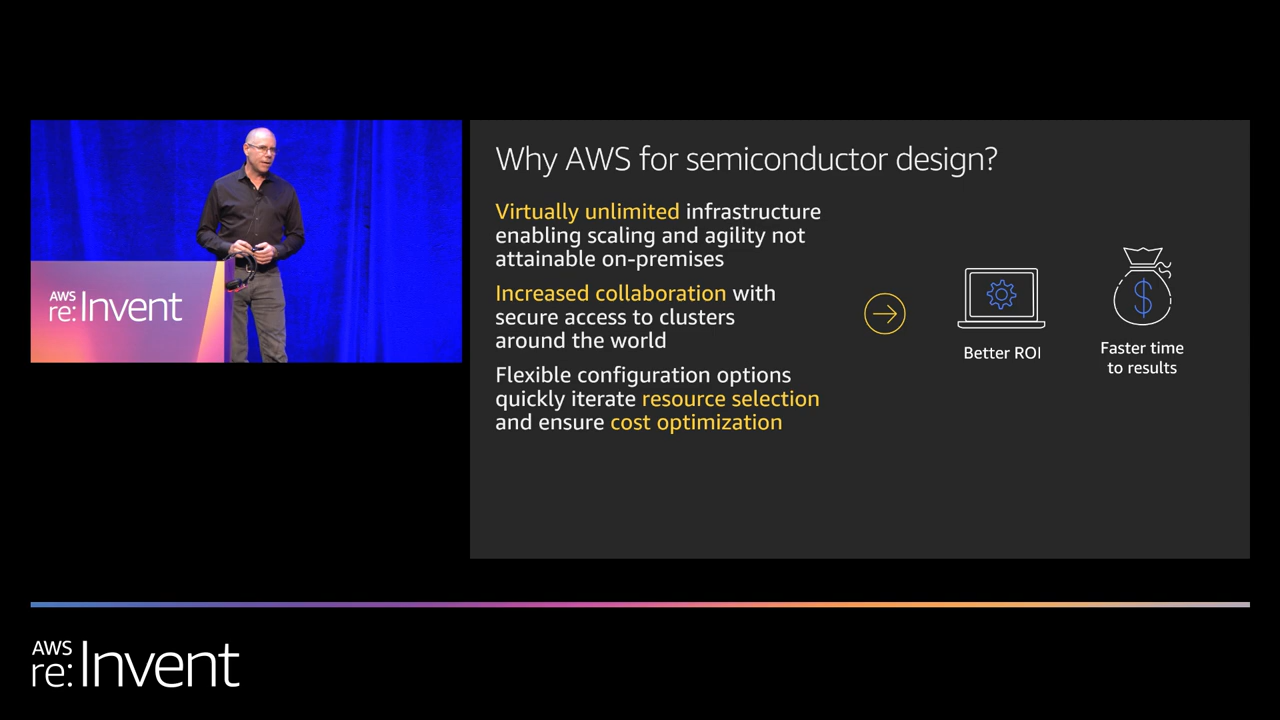 AWS
re:Invent
Why AWS for semiconductor design?
Virtually unlimited infrastructure
enabling scaling and agility not
attainable on-premises
Increased collaboration with
secure access to clusters
around the world
Flexible configuration options
quickly iterate resource selection
and ensure cost optimization
$
Better ROI
Faster time
to results
AWS
re:Invent